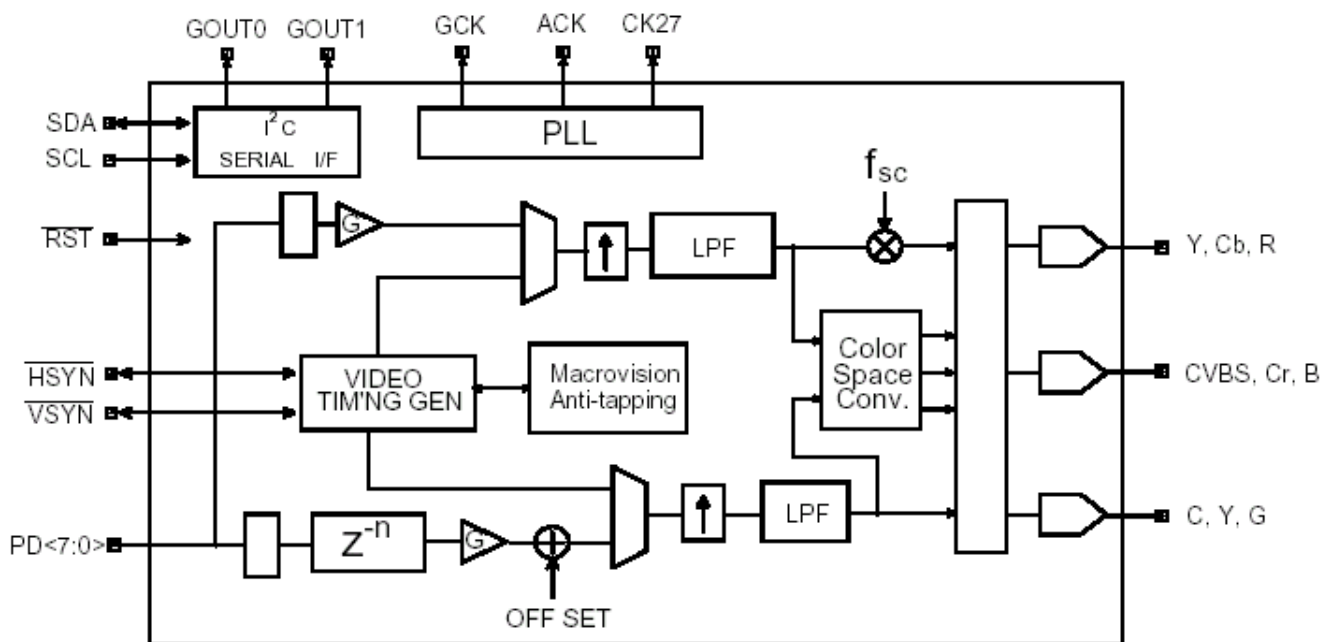 GOUT0 GOUT1 GCK ACK CK27
SDA
SCL
I²C
SERIAL I/F
PLL
fsc
RST
G
LPF
Y, Cb, R
HSYN
VSYN
VIDEO
TIM'NG GEN
Macrovision
Anti-tapping
Color
Space
Conv.
CVBS, Cr, B
PD<7:0>
Z⁻ⁿ
G
LPF
C, Y, G
OFF SET